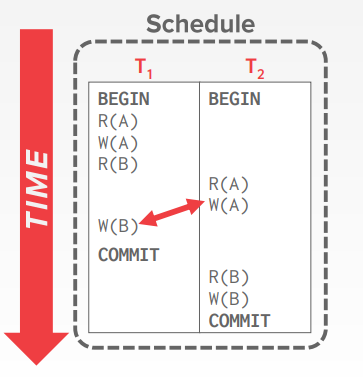 Schedule
TIME
T1 T2
BEGIN BEGIN
R(A)
W(A)
R(B)
R(A)
W(A)
W(B)
COMMIT
R(B)
W(B)
COMMIT